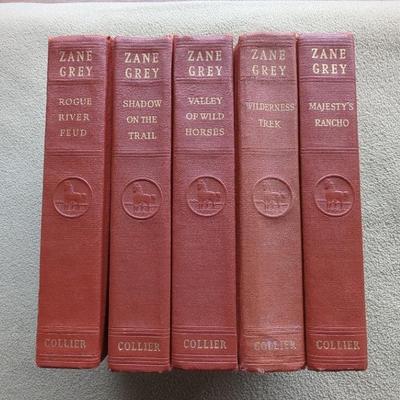 ZANE
GREY
ROGUE
RIVER
FEUD
COLLIER
ZANE
GREY
SHADOW
ON THE
TRAIL
COLLIER
ZANE
GREY
VALLEY
OF WILD
HORSES
COLLIER
ZANE
GREY
WILDERNESS
TREK
COLLIER
ZANE
GREY
MAJESTY'S
RANCHO
COLLIER